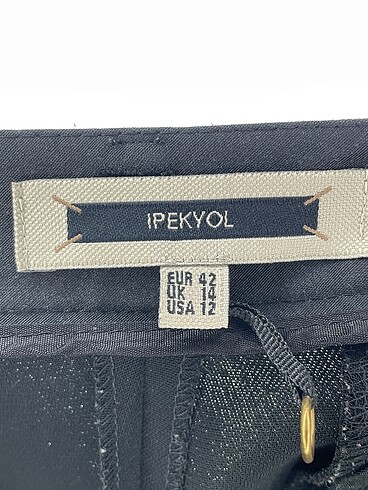 IPEKYOL
EUR 42
UK 14
USA 12